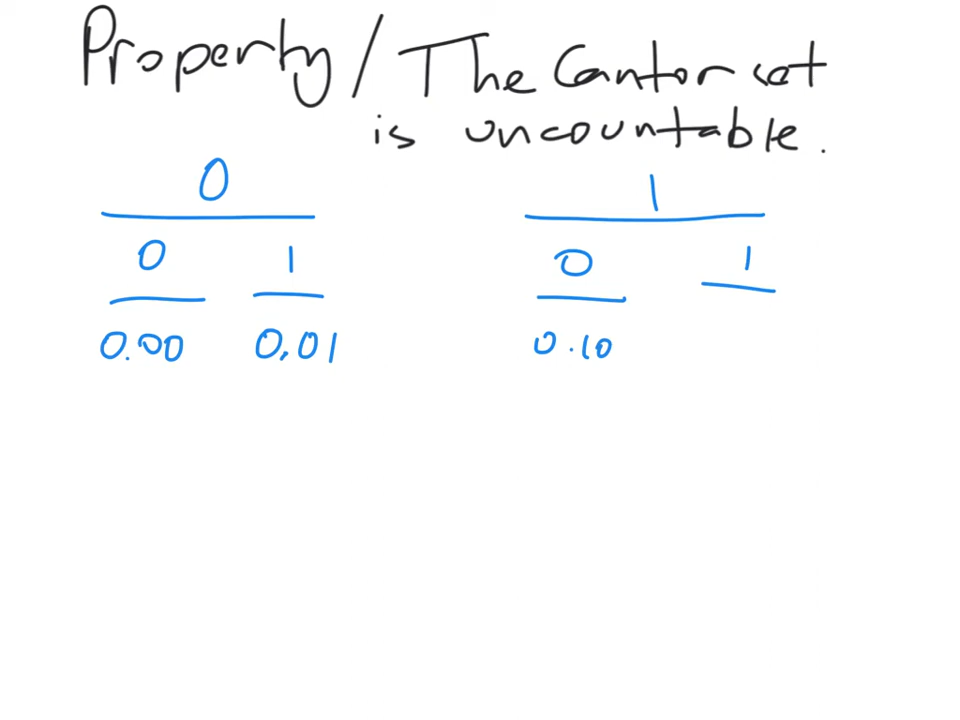 Property / The Cantor set
is uncountable.
0 1
0 1 0 1
0.00 0.01 0.10